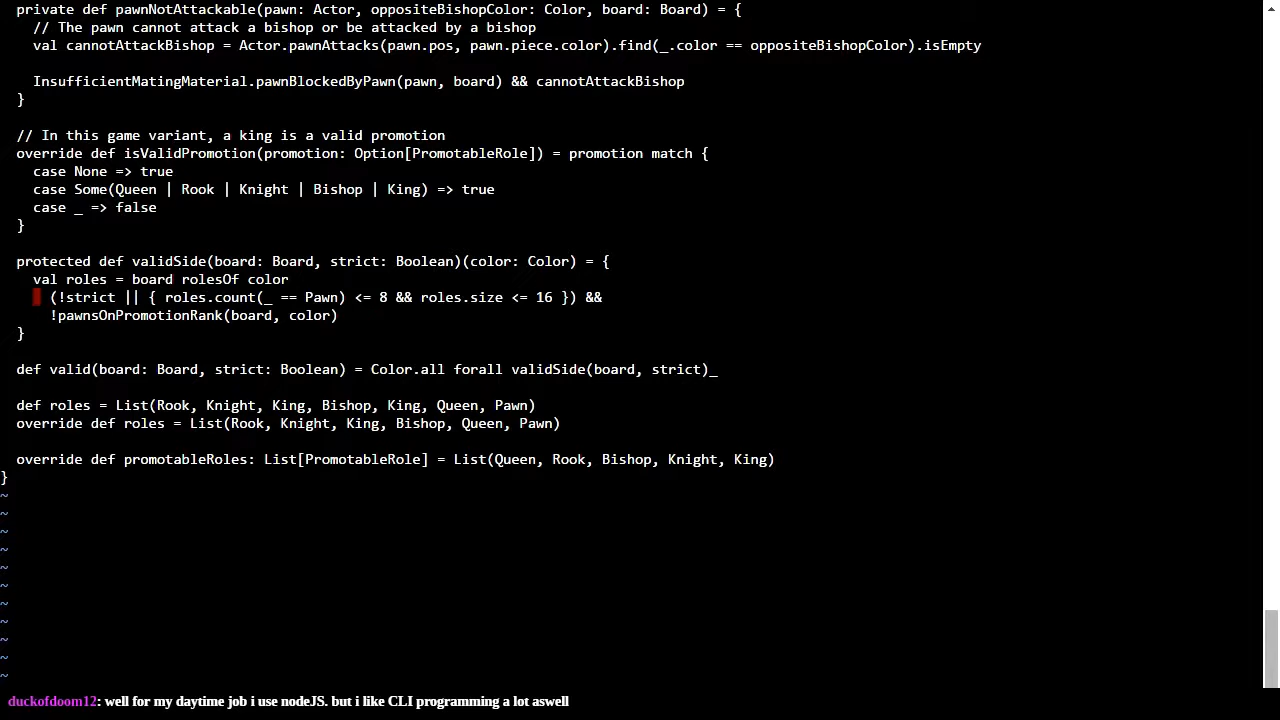 private def pawnNotAttackable(pawn: Actor, oppositeBishopColor: Color, board: Board) = {
    // The pawn cannot attack a bishop or be attacked by a bishop
    val cannotAttackBishop = Actor.pawnAttacks(pawn.pos, pawn.piece.color).find(_.color == oppositeBishopColor).isEmpty

    InsufficientMatingMaterial.pawnBlockedByPawn(pawn, board) && cannotAttackBishop
  }

  // In this game variant, a king is a valid promotion
  override def isValidPromotion(promotion: Option[PromotableRole]) = promotion match {
    case None => true
    case Some(Queen | Rook | Knight | Bishop | King) => true
    case _ => false
  }

  protected def validSide(board: Board, strict: Boolean)(color: Color) = {
    val roles = board rolesOf color
      (!strict || { roles.count(_ == Pawn) <= 8 && roles.size <= 16 }) &&
      !pawnsOnPromotionRank(board, color)
  }

  def valid(board: Board, strict: Boolean) = Color.all forall validSide(board, strict)_

  def roles = List(Rook, Knight, King, Bishop, King, Queen, Pawn)
  override def roles = List(Rook, Knight, King, Bishop, Queen, Pawn)

  override def promotableRoles: List[PromotableRole] = List(Queen, Rook, Bishop, Knight, King)
}
~
~
~
~
~
~
~
~
~
~
~
duckofdoom12: well for my daytime job i use nodeJS. but i like CLI programming a lot aswell